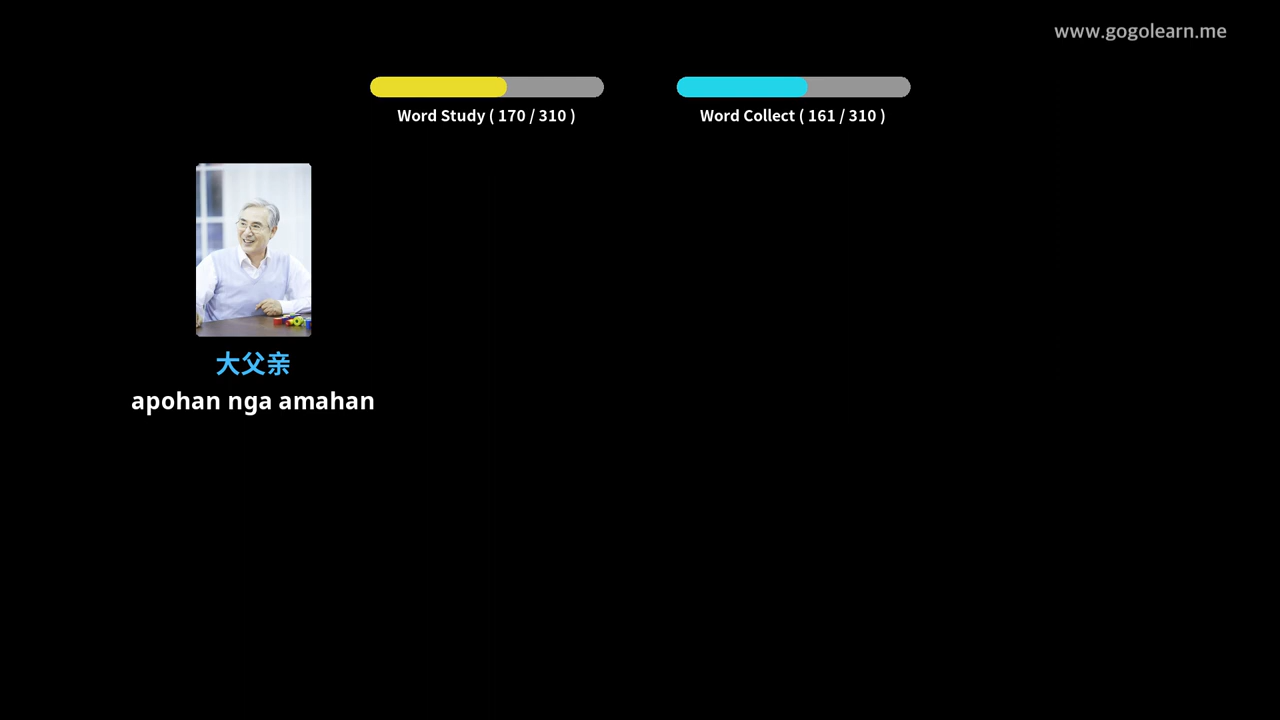 www.gogolearn.me
Word Study ( 170 / 310 )
Word Collect ( 161 / 310 )
大父亲
apohan nga amahan